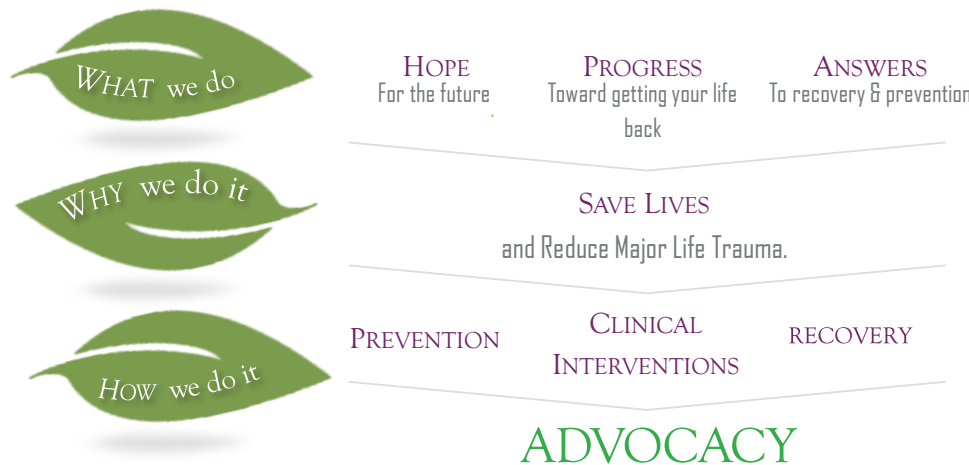 WHAT we do
HOPE
For the future
PROGRESS
Toward getting your life
back
ANSWERS
To recovery & prevention
WHY we do it
SAVE LIVES
and Reduce Major Life Trauma.
HOW we do it
PREVENTION
CLINICAL
INTERVENTIONS
RECOVERY
ADVOCACY